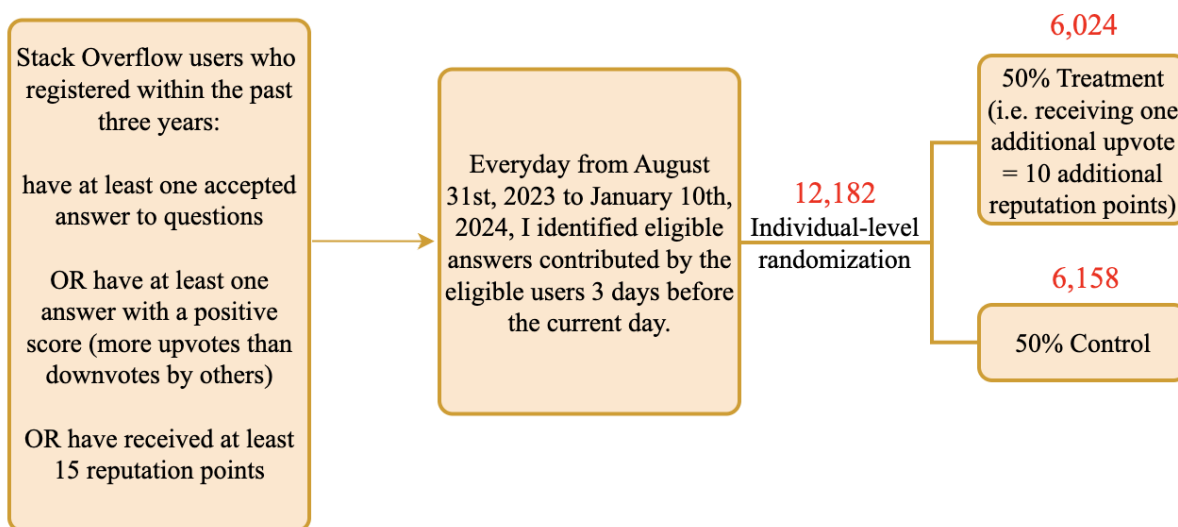 Stack Overflow users who
registered within the past
three years:
have at least one accepted
answer to questions
OR have at least one
answer with a positive
score (more upvotes than
downvotes by others)
OR have received at least
15 reputation points
Everyday from August
31st, 2023 to January 10th,
2024, I identified eligible
answers contributed by the
eligible users 3 days before
the current day.
12,182
Individual-level
randomization
6,024
50% Treatment
(i.e. receiving one
additional upvote
= 10 additional
reputation points)
6,158
50% Control